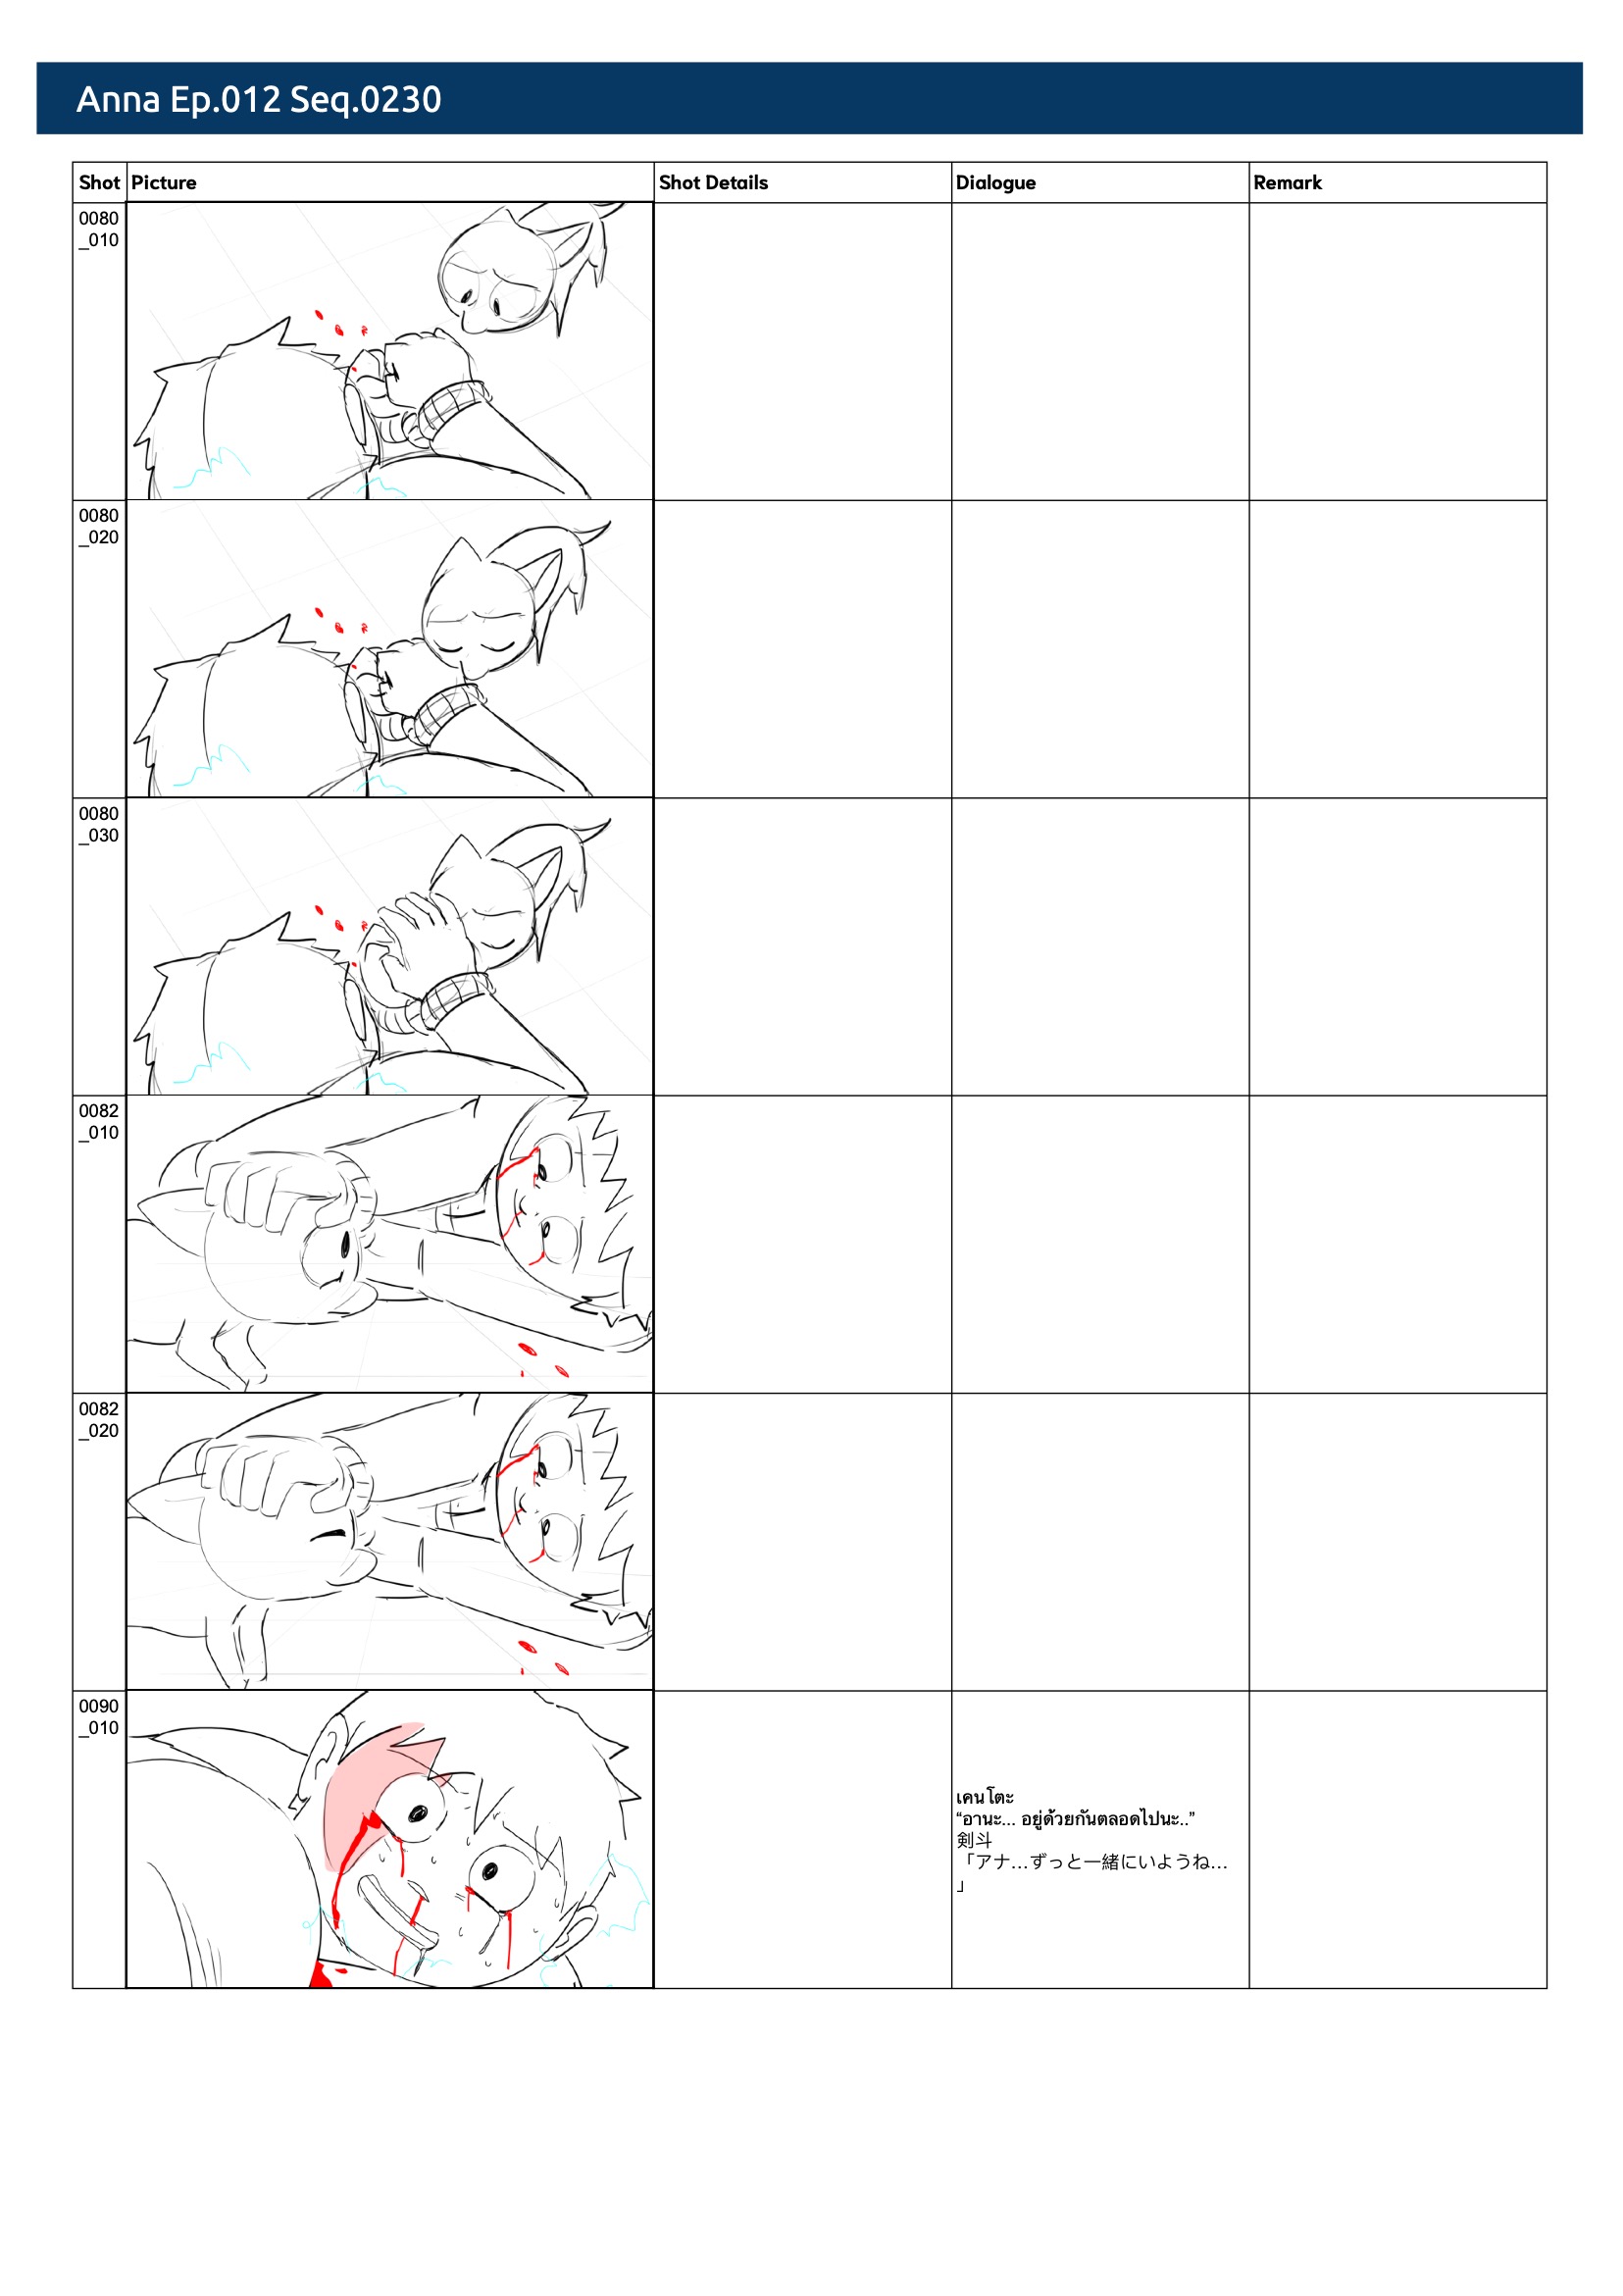 Anna Ep.012 Seq.0230
Shot Picture Shot Details Dialogue Remark
0080
_010
0080
_020
0080
_030
0082
_010
0082
_020
0090
_010
เคนโตะ
“อานะ... อยู่ด้วยกันตลอดไปนะ..”
剣斗
「アナ…ずっと一緒にいようね…
」